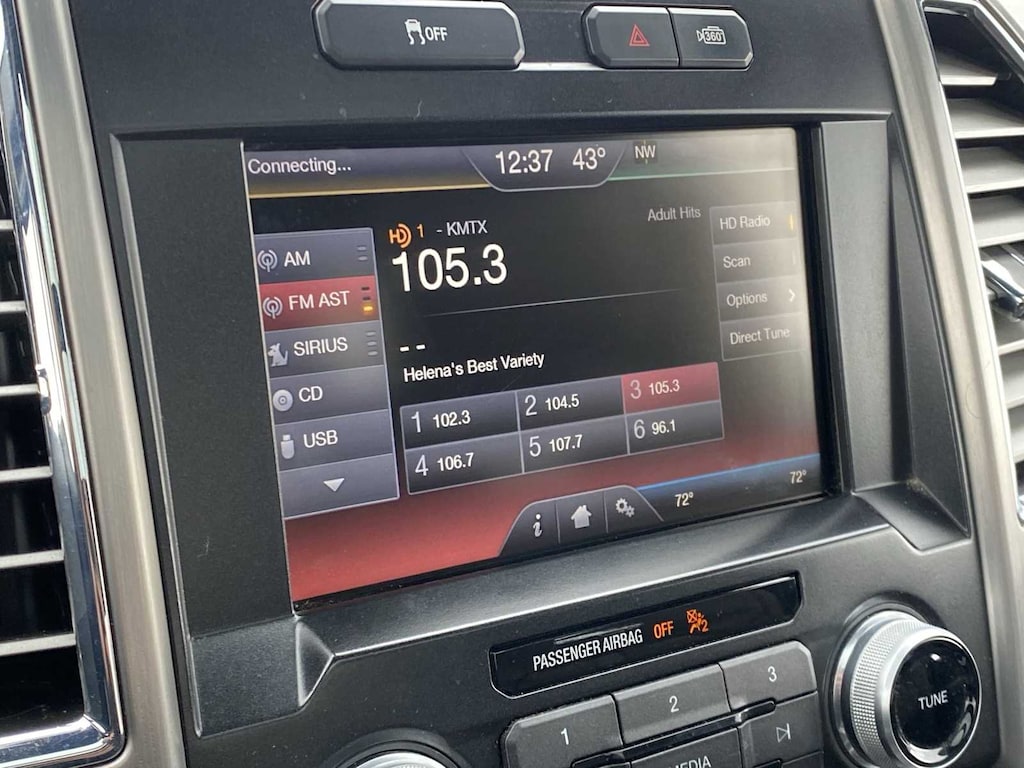 OFF
360°
Connecting... 12:37 43° NW
HD 1 - KMTX
Adult Hits
105.3
--
Helena's Best Variety
AM
FM AST
SIRIUS
CD
USB
HD Radio
Scan
Options >
Direct Tune
1 102.3 2 104.5 3 105.3
4 106.7 5 107.7 6 96.1
i
72° 72°
PASSENGER AIRBAG OFF 2
1 2 3
MEDIA
TUNE